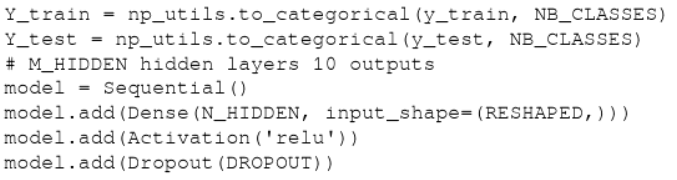 Y_train = np_utils.to_categorical(y_train, NB_CLASSES)
Y_test = np_utils.to_categorical(y_test, NB_CLASSES)
# M_HIDDEN hidden layers 10 outputs
model = Sequential()
model.add(Dense(N_HIDDEN, input_shape=(RESHAPED,)))
model.add(Activation('relu'))
model.add(Dropout(DROPOUT))